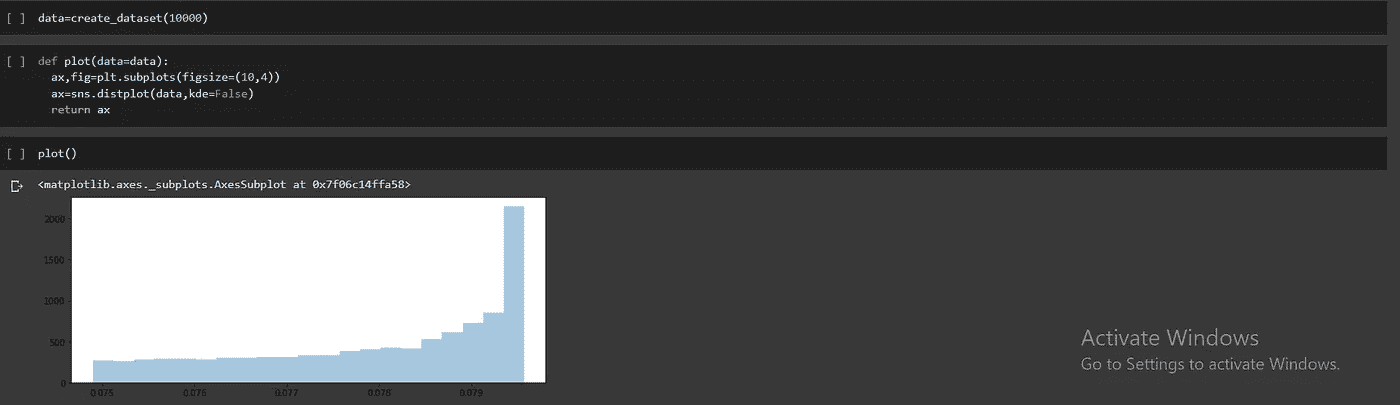 [ ] data=create_dataset(10000)
[ ] def plot(data=data):
ax,fig=plt.subplots(figsize=(10,4))
ax=sns.distplot(data,kde=False)
return ax
[ ] plot()
<matplotlib.axes._subplots.AxesSubplot at 0x7f06c14ffa58>
2000
1500
1000
500
0
0.075 0.076 0.077 0.078 0.079
Activate Windows
Go to Settings to activate Windows.